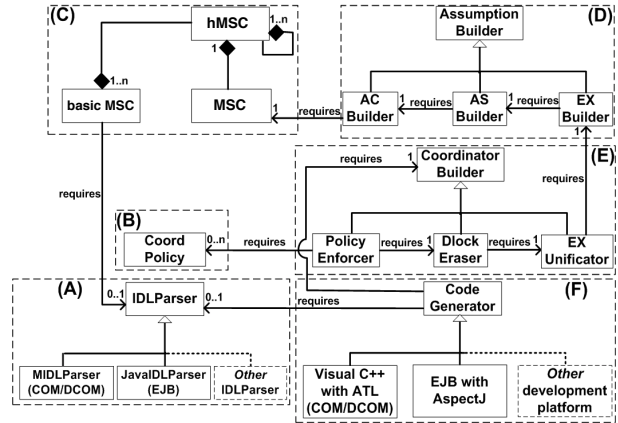 (C)
hMSC
1..n
1
1..n
basic MSC
MSC
1
requires
(D)
Assumption
Builder
AC
Builder
1
requires
AS
Builder
1
requires
EX
Builder
1
requires
requires
1
requires
Coordinator
Builder
(E)
(B)
Coord
Policy
0..n
requires
Policy
Enforcer
requires
1
Dlock
Eraser
requires
1
EX
Unificator
(A)
0..1
IDLParser
0..1
requires
MIDLParser
(COM/DCOM)
JavaIDLParser
(EJB)
Other
IDLParser
Code
Generator
(F)
Visual C++
with ATL
(COM/DCOM)
EJB with
AspectJ
Other
development
platform